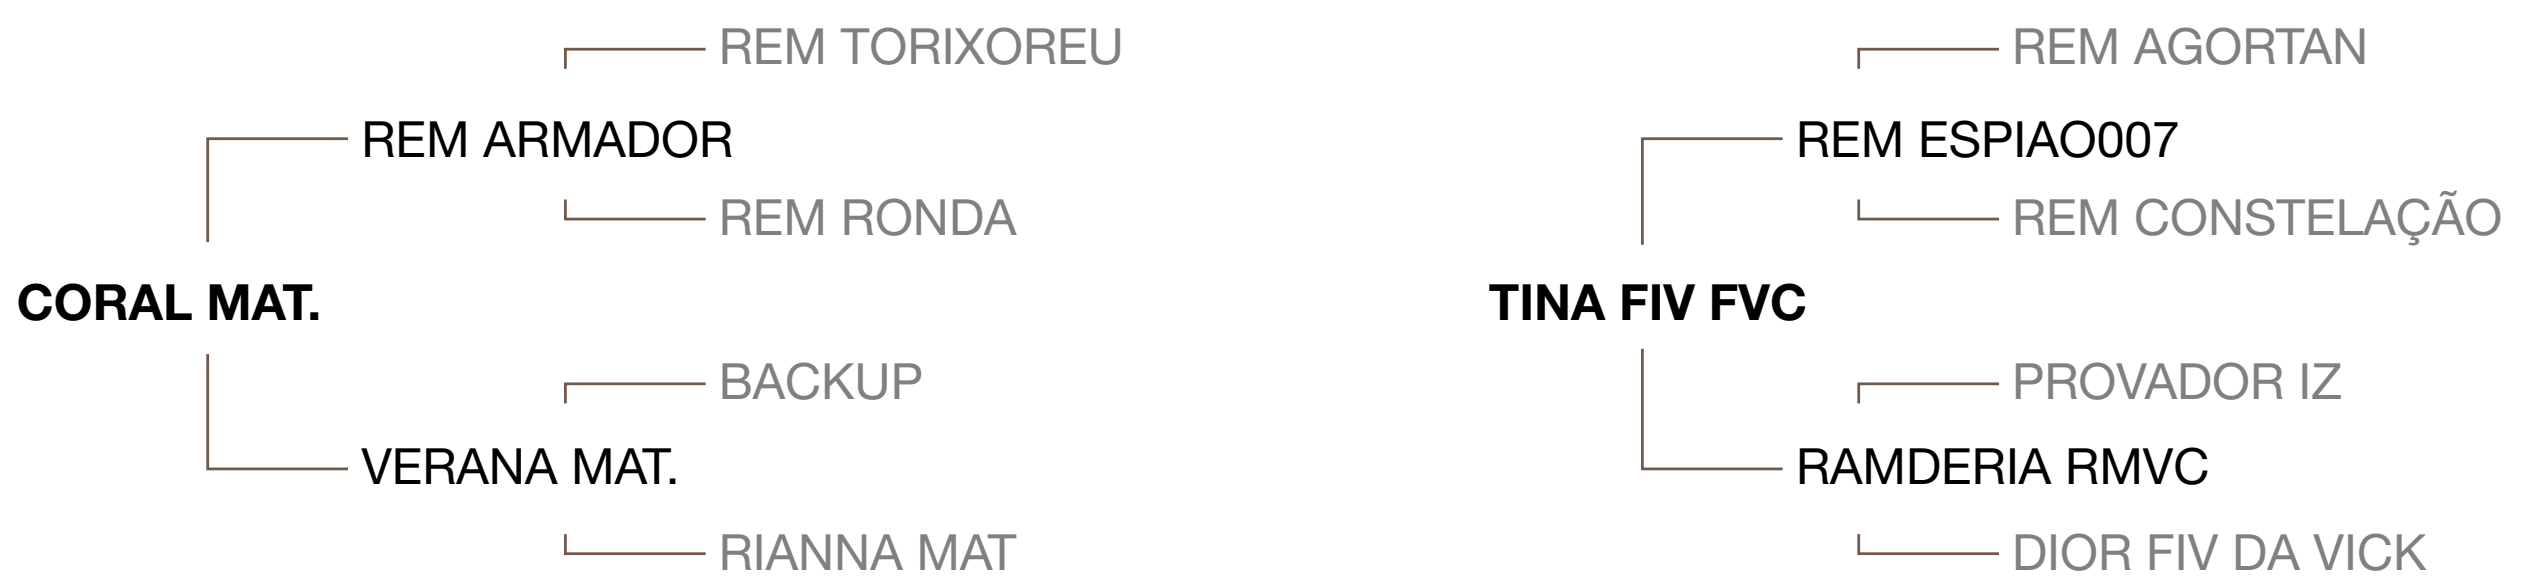 REM TORIXOREU
REM ARMADOR
REM RONDA
CORAL MAT.
BACKUP
VERANA MAT.
RIANNA MAT
REM AGORTAN
REM ESPIAO007
REM CONSTELAÇÃO
TINA FIV FVC
PROVADOR IZ
RAMDERIA RMVC
DIOR FIV DA VICK